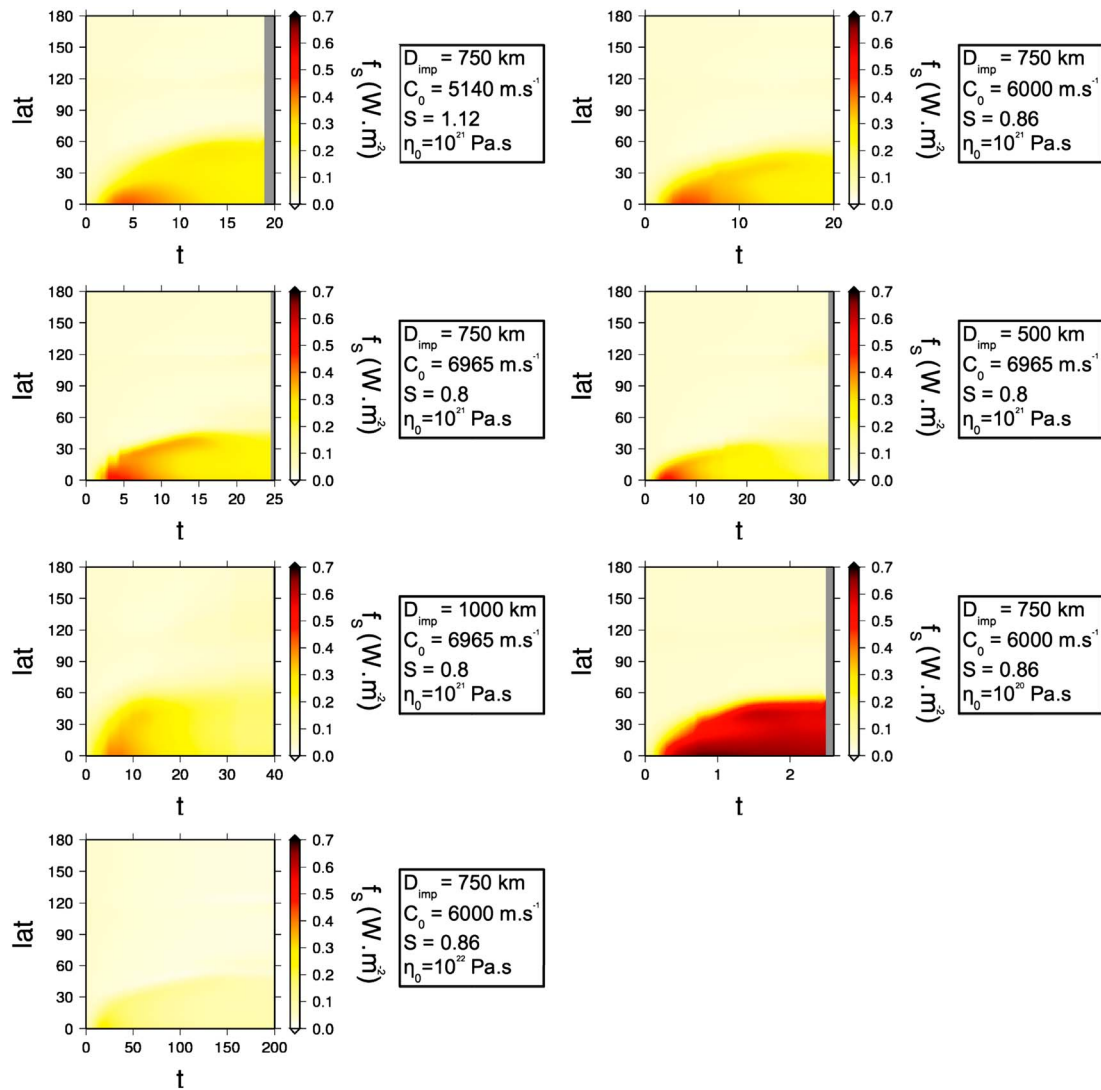 180
150
120
90
60
30
0
lat
0 5 10 15 20
t
0.7
0.6
0.5
0.4
0.3
0.2
0.1
0.0
f_S (W.m⁻²)
D_imp = 750 km
C_0 = 5140 m.s⁻¹
S = 1.12
η_0=10²¹ Pa.s
180
150
120
90
60
30
0
lat
0 10 20
t
0.7
0.6
0.5
0.4
0.3
0.2
0.1
0.0
f_S (W.m⁻²)
D_imp = 750 km
C_0 = 6000 m.s⁻¹
S = 0.86
η_0=10²¹ Pa.s
180
150
120
90
60
30
0
lat
0 5 10 15 20 25
t
0.7
0.6
0.5
0.4
0.3
0.2
0.1
0.0
f_S (W.m⁻²)
D_imp = 750 km
C_0 = 6965 m.s⁻¹
S = 0.8
η_0=10²¹ Pa.s
180
150
120
90
60
30
0
lat
0 10 20 30
t
0.7
0.6
0.5
0.4
0.3
0.2
0.1
0.0
f_S (W.m⁻²)
D_imp = 500 km
C_0 = 6965 m.s⁻¹
S = 0.8
η_0=10²¹ Pa.s
180
150
120
90
60
30
0
lat
0 10 20 30 40
t
0.7
0.6
0.5
0.4
0.3
0.2
0.1
0.0
f_S (W.m⁻²)
D_imp = 1000 km
C_0 = 6965 m.s⁻¹
S = 0.8
η_0=10²¹ Pa.s
180
150
120
90
60
30
0
lat
0 1 2
t
0.7
0.6
0.5
0.4
0.3
0.2
0.1
0.0
f_S (W.m⁻²)
D_imp = 750 km
C_0 = 6000 m.s⁻¹
S = 0.86
η_0=10²⁰ Pa.s
180
150
120
90
60
30
0
lat
0 50 100 150 200
t
0.7
0.6
0.5
0.4
0.3
0.2
0.1
0.0
f_S (W.m⁻²)
D_imp = 750 km
C_0 = 6000 m.s⁻¹
S = 0.86
η_0=10²² Pa.s